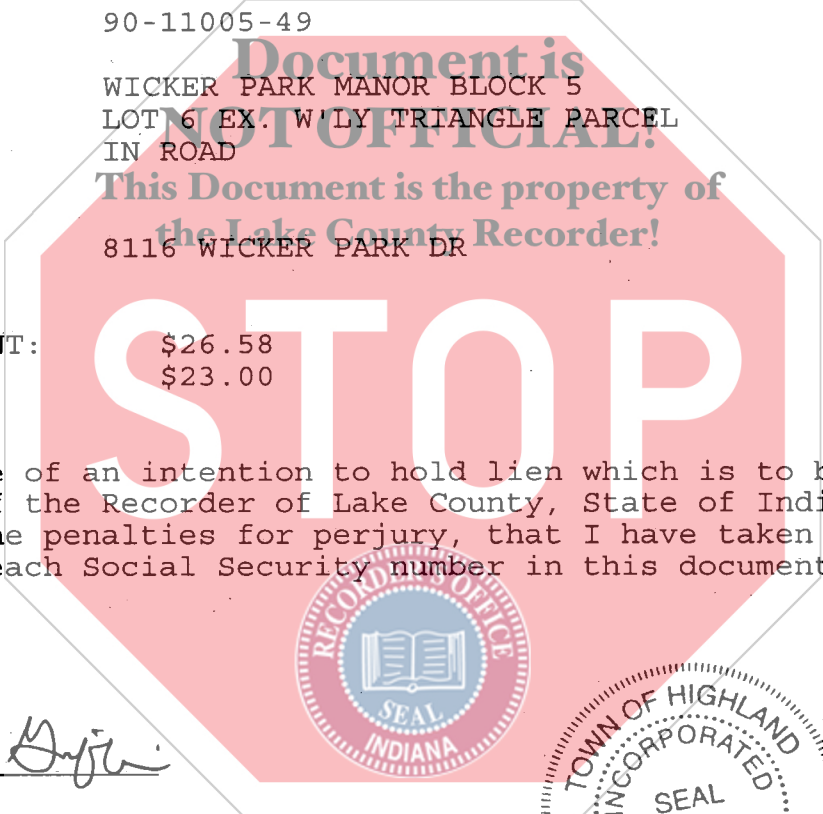 90-11005-49
Document is
WICKER PARK MANOR BLOCK 5
NOT OFFICIAL!
LOT 6 EX. W'LY TRIANGLE PARCEL
IN ROAD
This Document is the property of
the Lake County Recorder!
8116 WICKER PARK DR
STOP
NT: $26.58
$23.00
e of an intention to hold lien which is to b
f the Recorder of Lake County, State of Indi
he penalties for perjury, that I have taken
each Social Security number in this document
RECORDER'S OFFICE
SEAL
INDIANA
TOWN OF HIGHLAND
INCORPORATED
SEAL